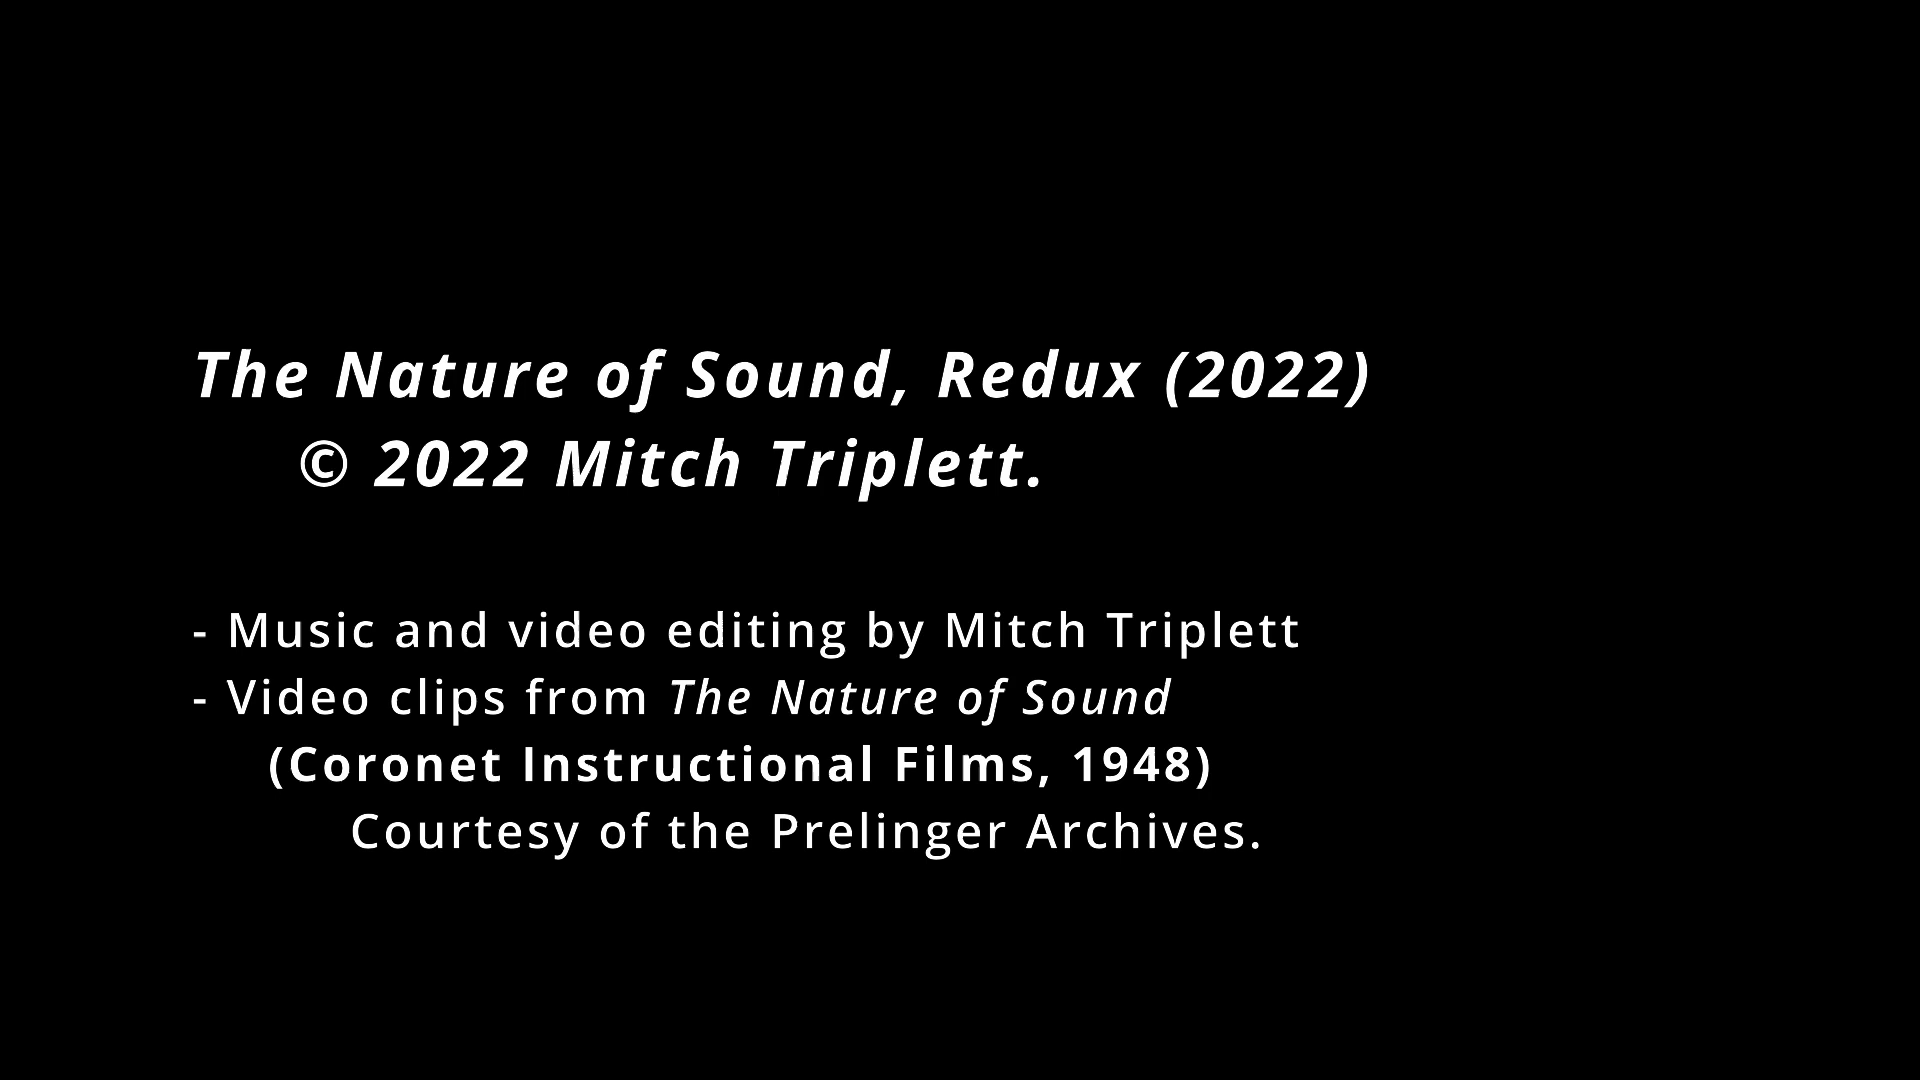 The Nature of Sound, Redux (2022)
© 2022 Mitch Triplett.
- Music and video editing by Mitch Triplett
- Video clips from The Nature of Sound
(Coronet Instructional Films, 1948)
Courtesy of the Prelinger Archives.